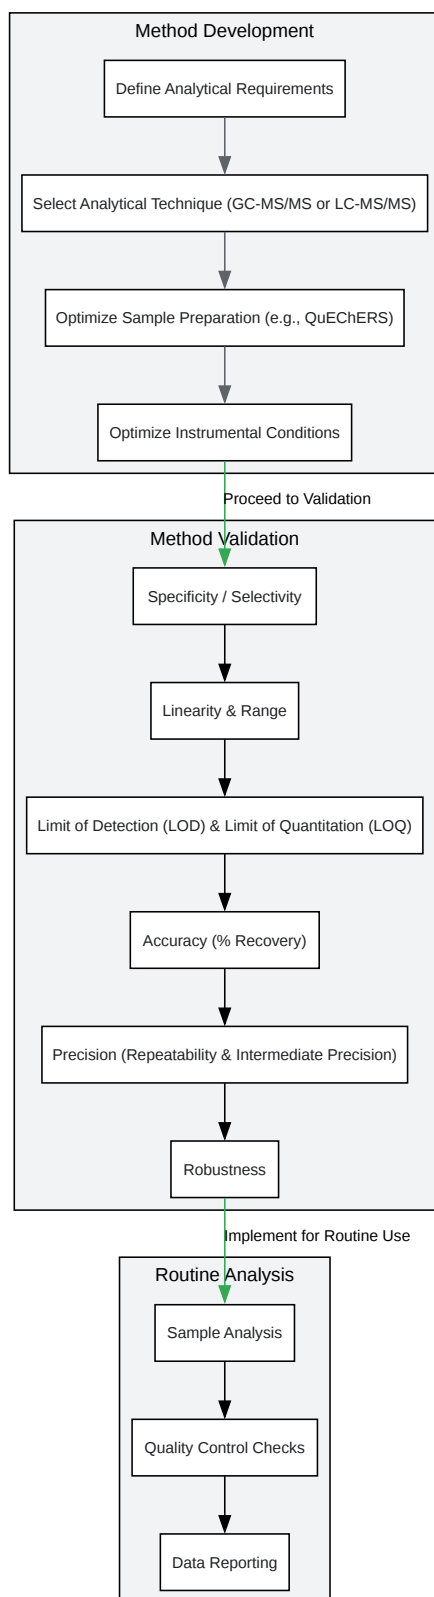 Method Development
Define Analytical Requirements
Select Analytical Technique (GC-MS/MS or LC-MS/MS)
Optimize Sample Preparation (e.g., QuEChERS)
Optimize Instrumental Conditions
Proceed to Validation
Method Validation
Specificity / Selectivity
Linearity & Range
Limit of Detection (LOD) & Limit of Quantitation (LOQ)
Accuracy (% Recovery)
Precision (Repeatability & Intermediate Precision)
Robustness
Implement for Routine Use
Routine Analysis
Sample Analysis
Quality Control Checks
Data Reporting